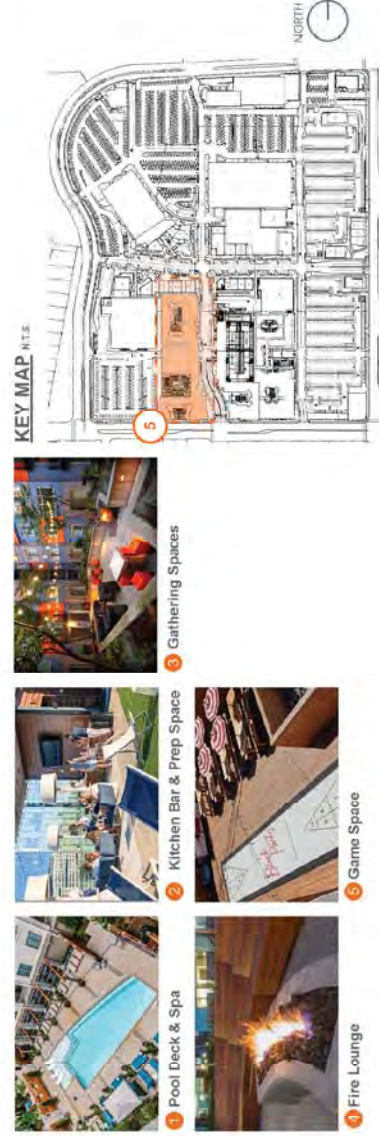 1 Pool Deck & Spa
2 Kitchen Bar & Prep Space
3 Gathering Spaces
4 Fire Lounge
5 Game Space
KEY MAP N.T.S.
5
NORTH